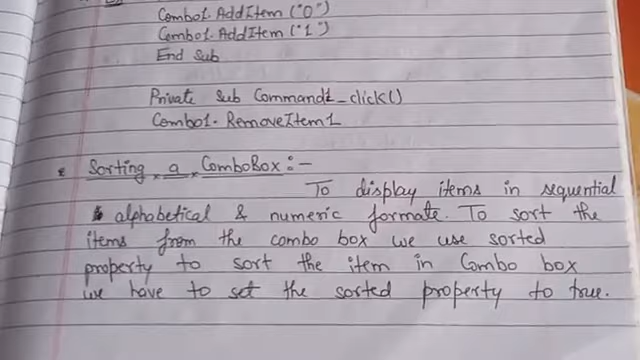 Combo1.AddItem ("0")
Combo1.AddItem ("1")
End Sub
Private Sub Command2_click()
Combo1.RemoveItem1
* Sorting a ComboBox:-
To display items in sequential
alphabetical & numeric formate. To sort the
items from the combo box we use sorted
property to sort the item in Combo box
we have to set the sorted property to true.